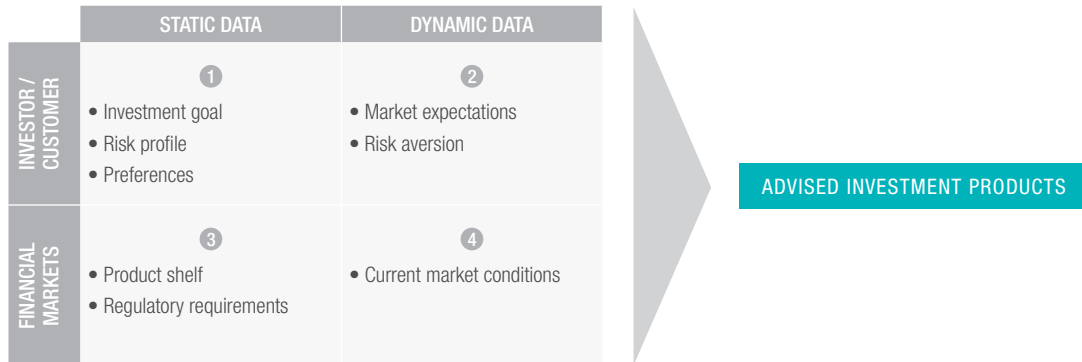 STATIC DATA
DYNAMIC DATA
INVESTOR /
CUSTOMER
1
• Investment goal
• Risk profile
• Preferences
2
• Market expectations
• Risk aversion
FINANCIAL
MARKETS
3
• Product shelf
• Regulatory requirements
4
• Current market conditions
ADVISED INVESTMENT PRODUCTS